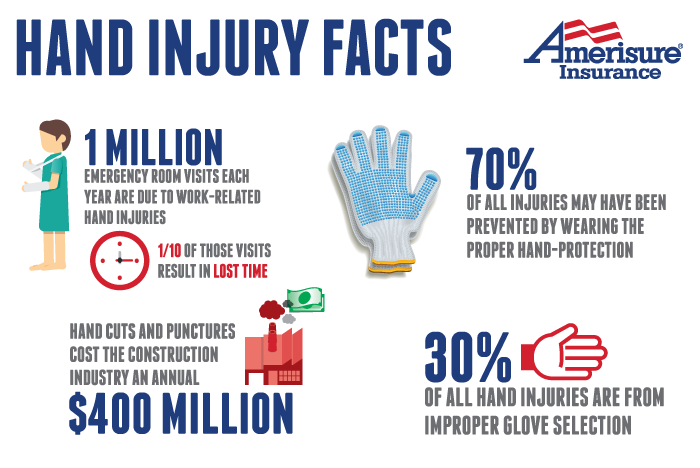 HAND INJURY FACTS
Amerisure®
Insurance
1 MILLION
EMERGENCY ROOM VISITS EACH
YEAR ARE DUE TO WORK-RELATED
HAND INJURIES
1/10 OF THOSE VISITS
RESULT IN LOST TIME
70%
OF ALL INJURIES MAY HAVE BEEN
PREVENTED BY WEARING THE
PROPER HAND-PROTECTION
HAND CUTS AND PUNCTURES
COST THE CONSTRUCTION
INDUSTRY AN ANNUAL
$400 MILLION
30%
OF ALL HAND INJURIES ARE FROM
IMPROPER GLOVE SELECTION